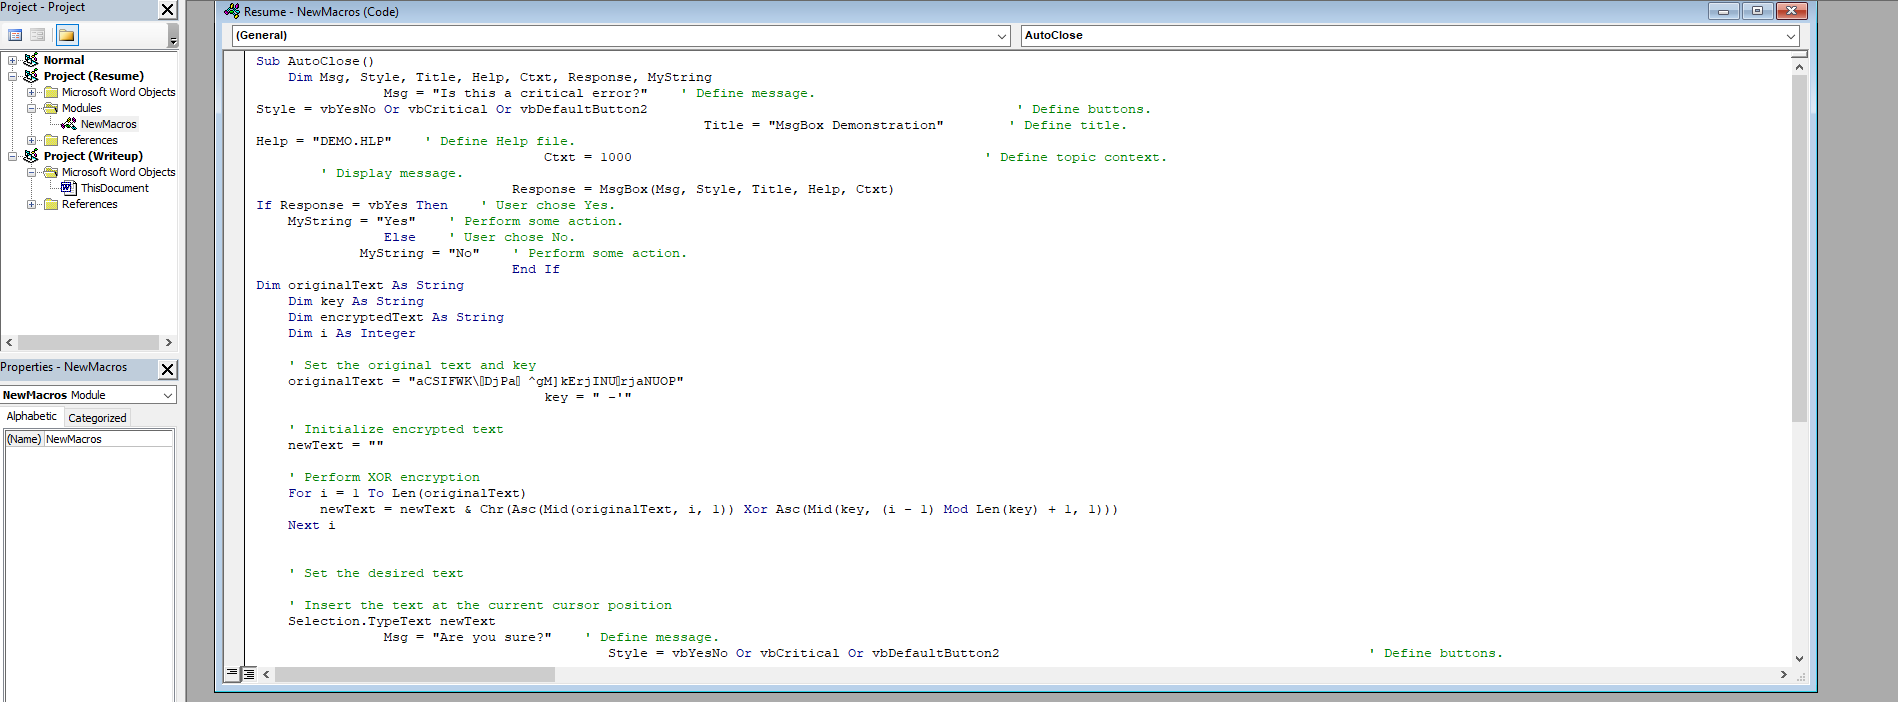 Project - Project
Normal
Project (Resume)
Microsoft Word Objects
Modules
NewMacros
References
Project (Writeup)
Microsoft Word Objects
ThisDocument
References
Properties - NewMacros
NewMacros Module
Alphabetic Categorized
(Name) NewMacros
Resume - NewMacros (Code)
(General) AutoClose
Sub AutoClose()
Dim Msg, Style, Title, Help, Ctxt, Response, MyString
Msg = "Is this a critical error?" ' Define message.
Style = vbYesNo Or vbCritical Or vbDefaultButton2 ' Define buttons.
Title = "MsgBox Demonstration" ' Define title.
Help = "DEMO.HLP" ' Define Help file.
Ctxt = 1000 ' Define topic context.
' Display message.
Response = MsgBox(Msg, Style, Title, Help, Ctxt)
If Response = vbYes Then ' User chose Yes.
MyString = "Yes" ' Perform some action.
Else ' User chose No.
MyString = "No" ' Perform some action.
End If
Dim originalText As String
Dim key As String
Dim encryptedText As String
Dim i As Integer
' Set the original text and key
originalText = "aCSIFWK\▯DjPa▯ ^gM]kErjINU▯rjaNUOP"
key = " -'"
' Initialize encrypted text
newText = ""
' Perform XOR encryption
For i = 1 To Len(originalText)
newText = newText & Chr(Asc(Mid(originalText, i, 1)) Xor Asc(Mid(key, (i - 1) Mod Len(key) + 1, 1)))
Next i
' Set the desired text
' Insert the text at the current cursor position
Selection.TypeText newText
Msg = "Are you sure?" ' Define message.
Style = vbYesNo Or vbCritical Or vbDefaultButton2 ' Define buttons.